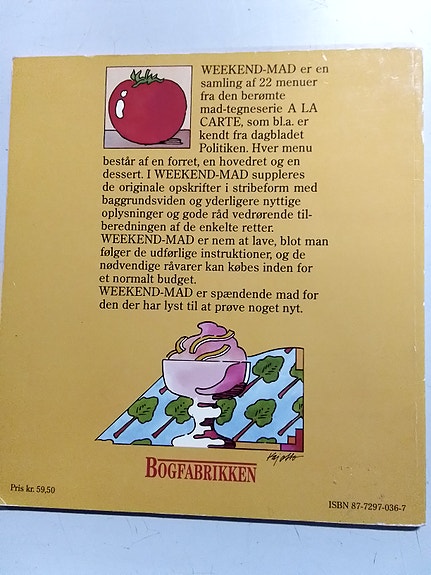 WEEKEND-MAD er en
samling af 22 menuer
fra den berømte
mad-tegneserie A LA
CARTE, som bl.a. er
kendt fra dagbladet
Politiken. Hver menu
består af en forret, en hovedret og en
dessert. I WEEKEND-MAD suppleres
de originale opskrifter i stribeform med
baggrundsviden og yderligere nyttige
oplysninger og gode råd vedrørende til-
beredningen af de enkelte retter.
WEEKEND-MAD er nem at lave, blot man
følger de udførlige instruktioner, og de
nødvendige råvarer kan købes inden for
et normalt budget.
WEEKEND-MAD er spændende mad for
den der har lyst til at prøve noget nyt.
BOGFABRIKKEN
Pris kr. 59,50
ISBN 87-7297-036-7